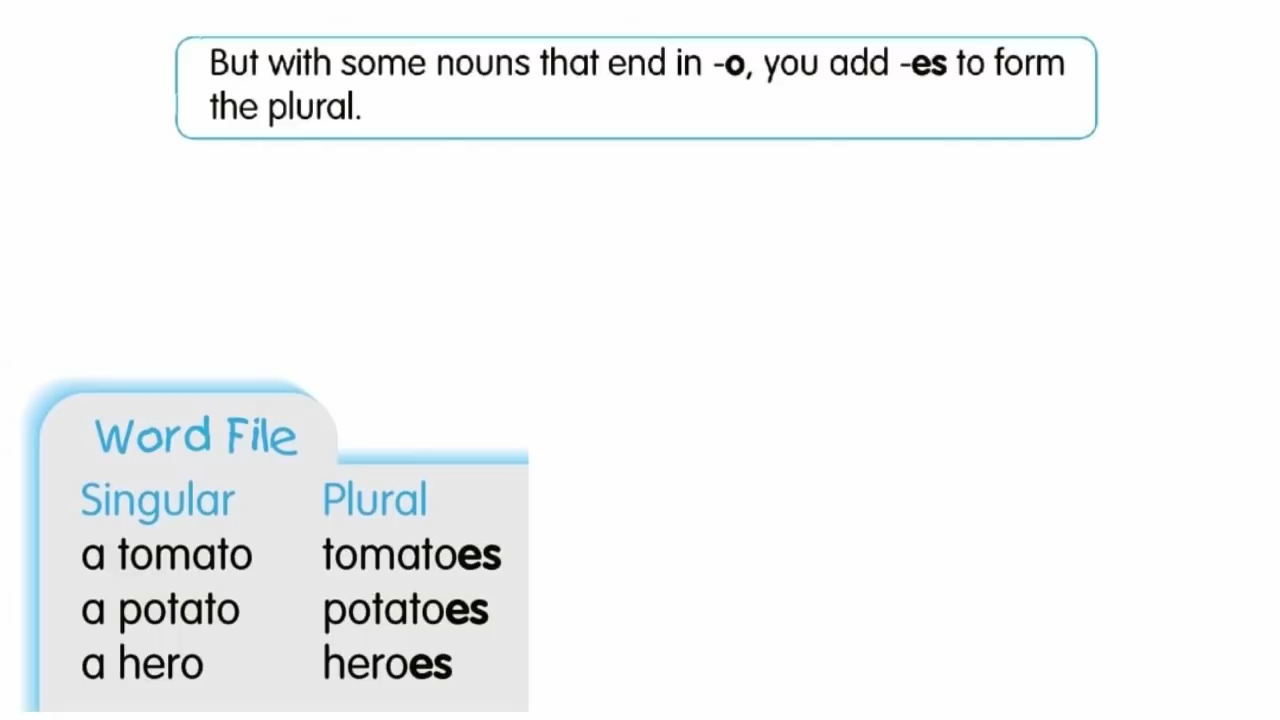 But with some nouns that end in -o, you add -es to form
the plural.
Word File
Singular Plural
a tomato tomatoes
a potato potatoes
a hero heroes